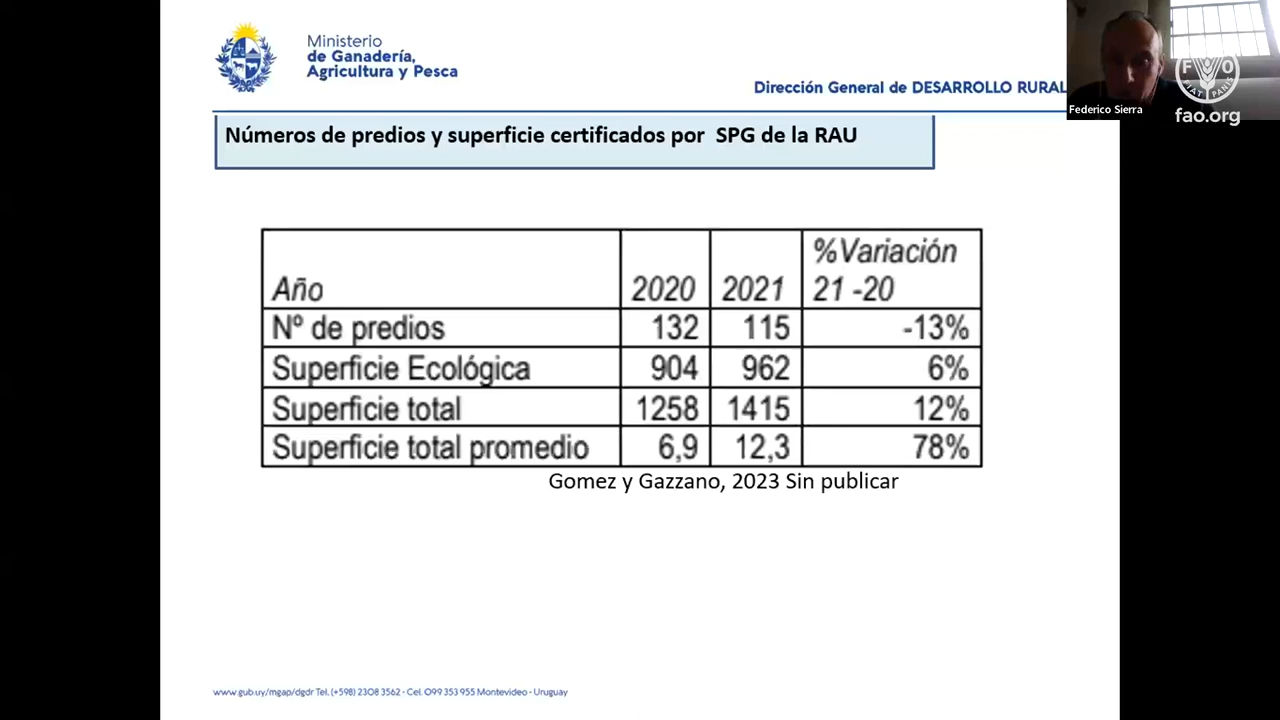 Ministerio
de Ganadería,
Agricultura y Pesca
Dirección General de DESARROLLO RURAL
Federico Sierra
FAO
FIAT PANIS
fao.org
Números de predios y superficie certificados por SPG de la RAU
Año 2020 2021 %Variación 21 -20
Nº de predios 132 115 -13%
Superficie Ecológica 904 962 6%
Superficie total 1258 1415 12%
Superficie total promedio 6,9 12,3 78%
Gomez y Gazzano, 2023 Sin publicar
www.gub.uy/mgap/dgdr Tel. (+598) 2308 3562 - Cel. 099 353 955 Montevideo - Uruguay